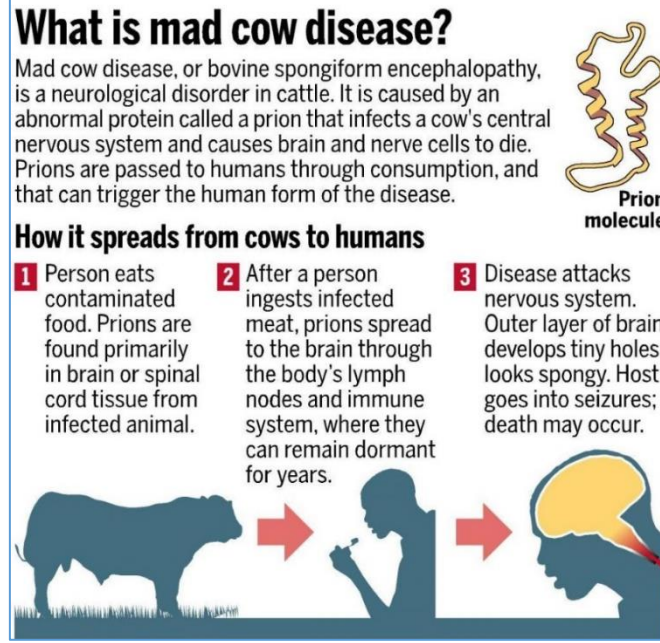 What is mad cow disease?
Mad cow disease, or bovine spongiform encephalopathy,
is a neurological disorder in cattle. It is caused by an
abnormal protein called a prion that infects a cow's central
nervous system and causes brain and nerve cells to die.
Prions are passed to humans through consumption, and
that can trigger the human form of the disease.
Prion
molecule
How it spreads from cows to humans
1 Person eats
contaminated
food. Prions are
found primarily
in brain or spinal
cord tissue from
infected animal.
2 After a person
ingests infected
meat, prions spread
to the brain through
the body's lymph
nodes and immune
system, where they
can remain dormant
for years.
3 Disease attacks
nervous system.
Outer layer of brain
develops tiny holes
looks spongy. Host
goes into seizures;
death may occur.